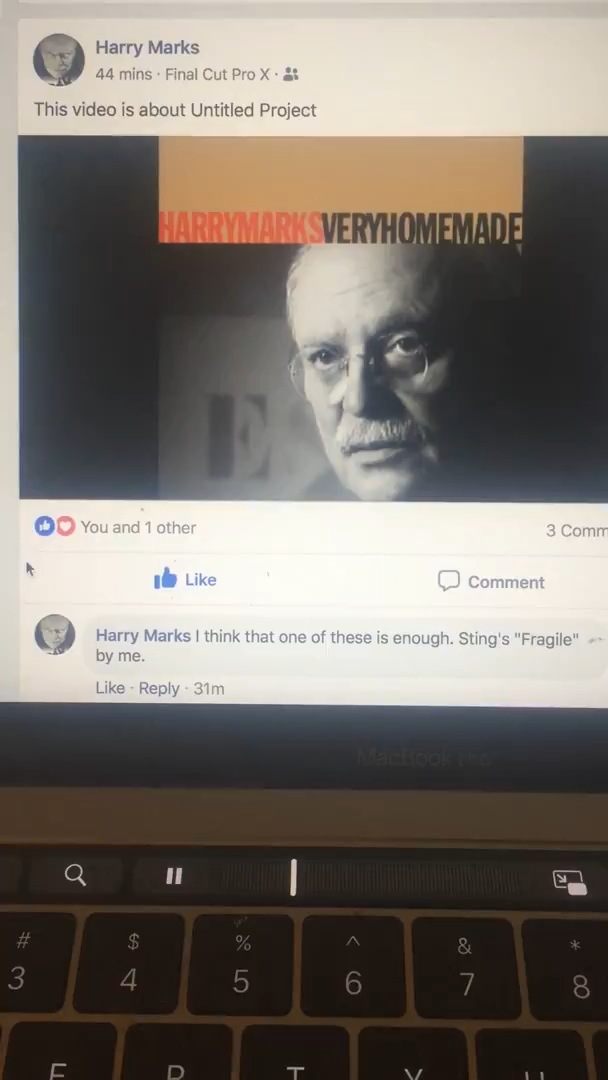 Harry Marks
44 mins · Final Cut Pro X ·
This video is about Untitled Project
HARRYMARKSVERYHOMEMADE
E
You and 1 other
3 Comm
Like
Comment
Harry Marks I think that one of these is enough. Sting's "Fragile"
by me.
Like · Reply · 31m
MacBook Pro
# $ % ^ & *
3 4 5 6 7 8
E R T Y U